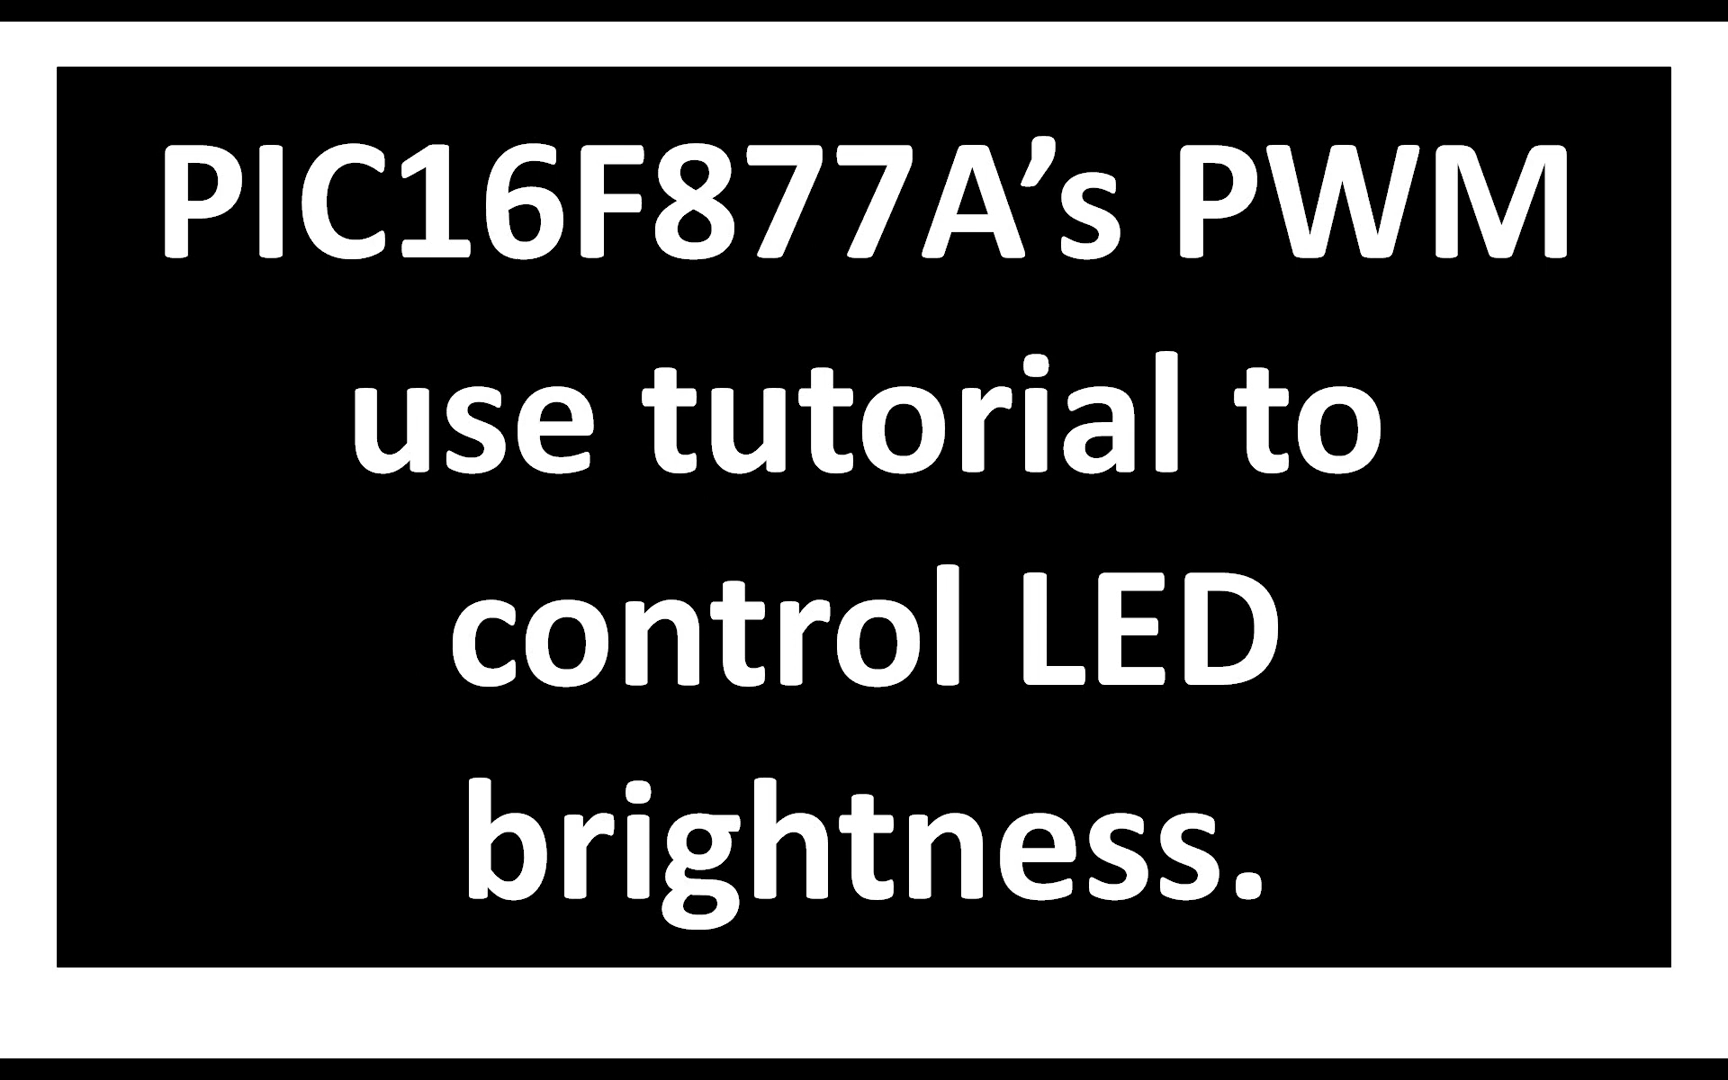 PIC16F877A’s PWM
use tutorial to
control LED
brightness.